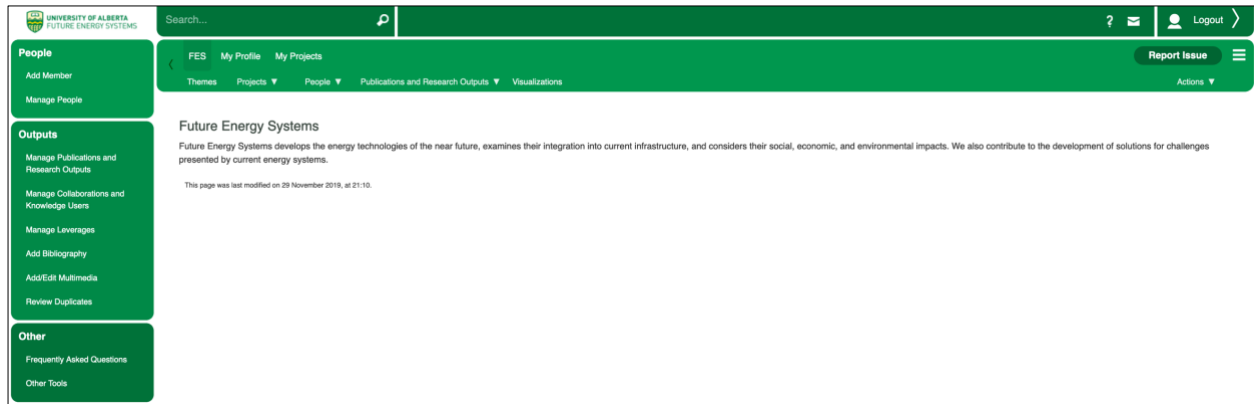 UNIVERSITY OF ALBERTA
FUTURE ENERGY SYSTEMS
Search...
?
Logout
People
Add Member
Manage People
Outputs
Manage Publications and
Research Outputs
Manage Collaborations and
Knowledge Users
Manage Leverages
Add Bibliography
Add/Edit Multimedia
Review Duplicates
Other
Frequently Asked Questions
Other Tools
FES My Profile My Projects
Report Issue
Themes Projects ▼ People ▼ Publications and Research Outputs ▼ Visualizations
Actions ▼
Future Energy Systems
Future Energy Systems develops the energy technologies of the near future, examines their integration into current infrastructure, and considers their social, economic, and environmental impacts. We also contribute to the development of solutions for challenges
presented by current energy systems.
This page was last modified on 29 November 2019, at 21:10.